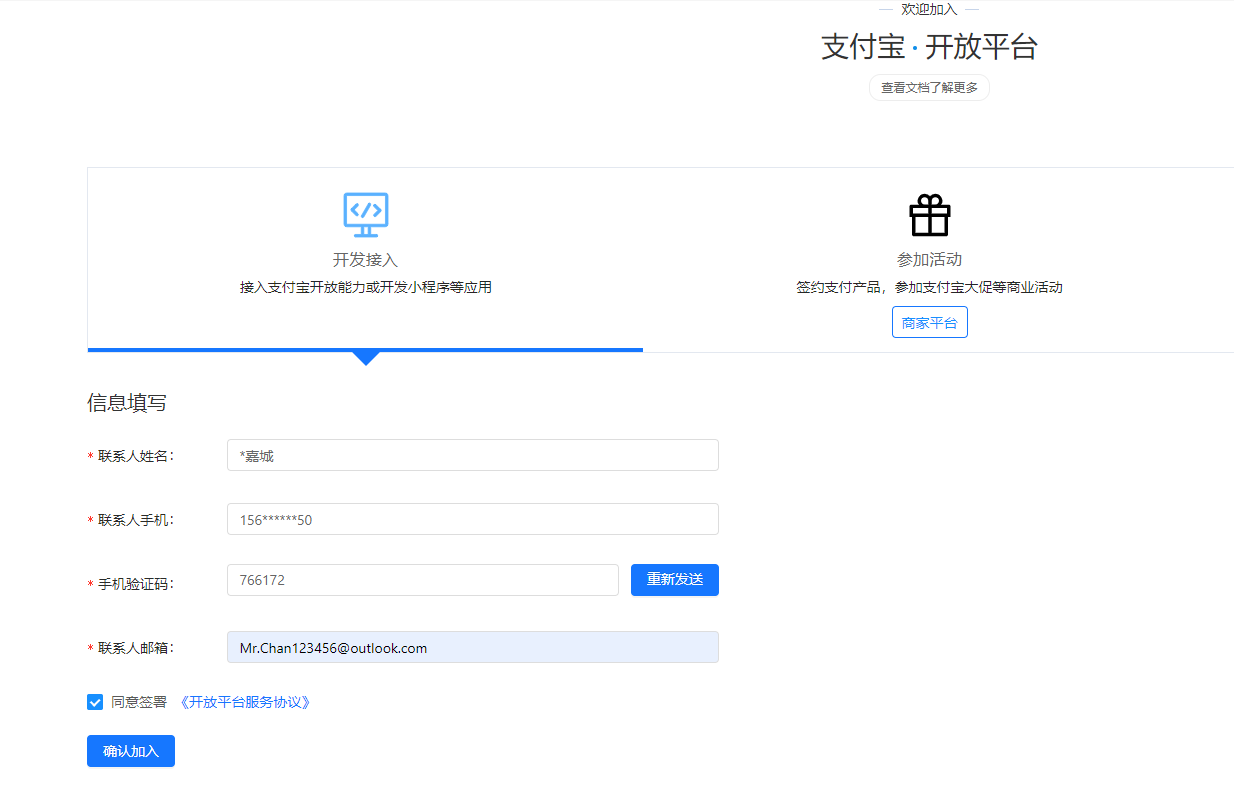 欢迎加入
支付宝·开放平台
查看文档了解更多
开发接入
接入支付宝开放能力或开发小程序等应用
参加活动
签约支付产品，参加支付宝大促等商业活动
商家平台
信息填写
* 联系人姓名：
*嘉城
* 联系人手机：
156******50
* 手机验证码：
766172
重新发送
* 联系人邮箱：
Mr.Chan123456@outlook.com
同意签署 《开放平台服务协议》
确认加入